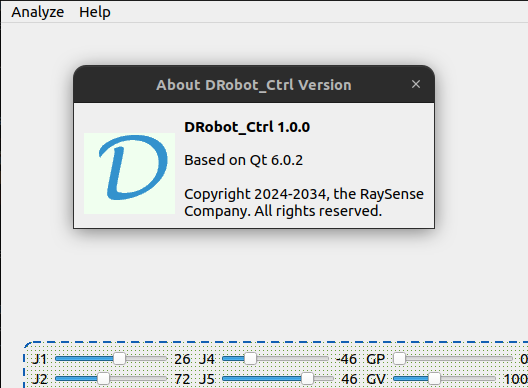 Analyze Help
About DRobot_Ctrl Version ×
D
DRobot_Ctrl 1.0.0
Based on Qt 6.0.2
Copyright 2024-2034, the RaySense
Company. All rights reserved.
J1 26 J4 -46 GP 0
J2 72 J5 46 GV 100